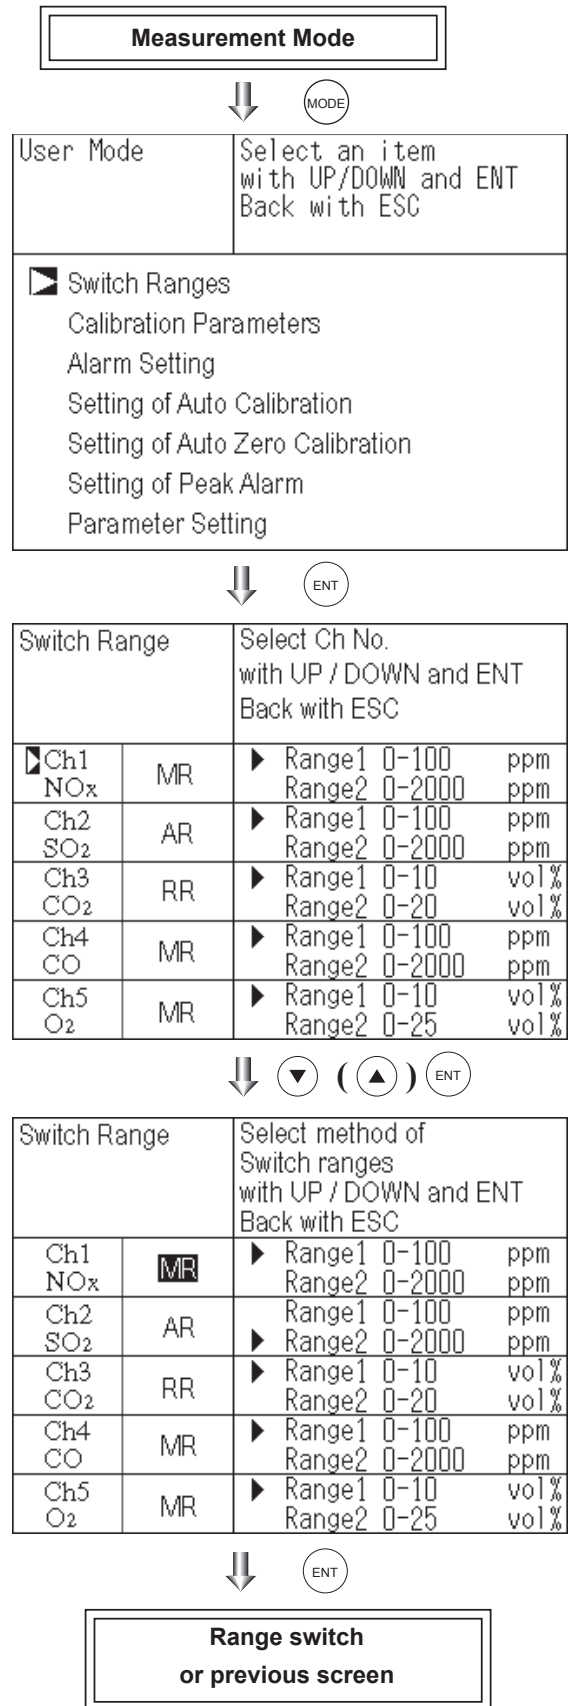 Measurement Mode
MODE
User Mode
Select an item
with UP/DOWN and ENT
Back with ESC
Switch Ranges
Calibration Parameters
Alarm Setting
Setting of Auto Calibration
Setting of Auto Zero Calibration
Setting of Peak Alarm
Parameter Setting
ENT
Switch Range
Select Ch No.
with UP / DOWN and ENT
Back with ESC
Ch1 NOx MR ▶ Range1 0-100 ppm
Range2 0-2000 ppm
Ch2 SO₂ AR ▶ Range1 0-100 ppm
Range2 0-2000 ppm
Ch3 CO₂ RR ▶ Range1 0-10 vol%
Range2 0-20 vol%
Ch4 CO MR ▶ Range1 0-100 ppm
Range2 0-2000 ppm
Ch5 O₂ MR ▶ Range1 0-10 vol%
Range2 0-25 vol%
▼ ( ▲ ) ENT
Switch Range
Select method of
Switch ranges
with UP / DOWN and ENT
Back with ESC
Ch1 NOx MR ▶ Range1 0-100 ppm
Range2 0-2000 ppm
Ch2 SO₂ AR Range1 0-100 ppm
▶ Range2 0-2000 ppm
Ch3 CO₂ RR ▶ Range1 0-10 vol%
Range2 0-20 vol%
Ch4 CO MR ▶ Range1 0-100 ppm
Range2 0-2000 ppm
Ch5 O₂ MR ▶ Range1 0-10 vol%
Range2 0-25 vol%
ENT
Range switch
or previous screen